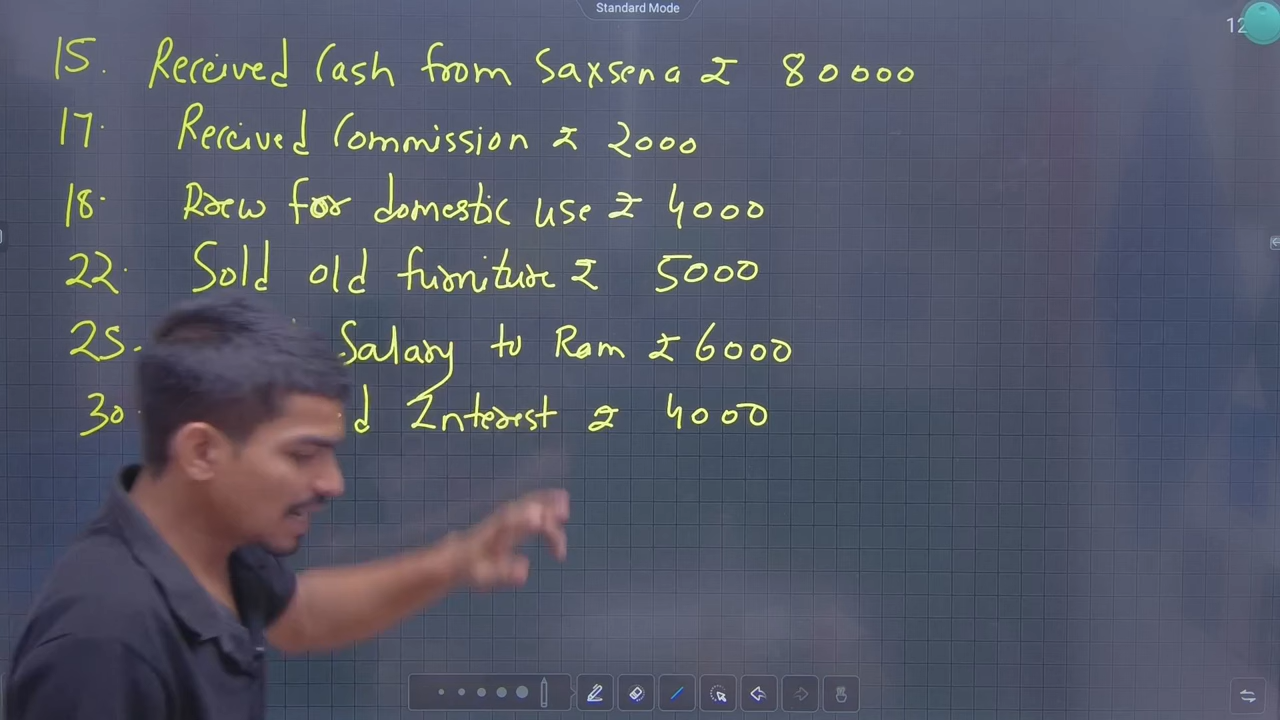 Standard Mode
12
15. Received Cash from Saxsena ₹ 80000
17. Received Commission ₹ 2000
18. Drew for domestic use ₹ 4000
22. Sold old furniture ₹ 5000
25. Salary to Ram ₹ 6000
30. d Interest ₹ 4000